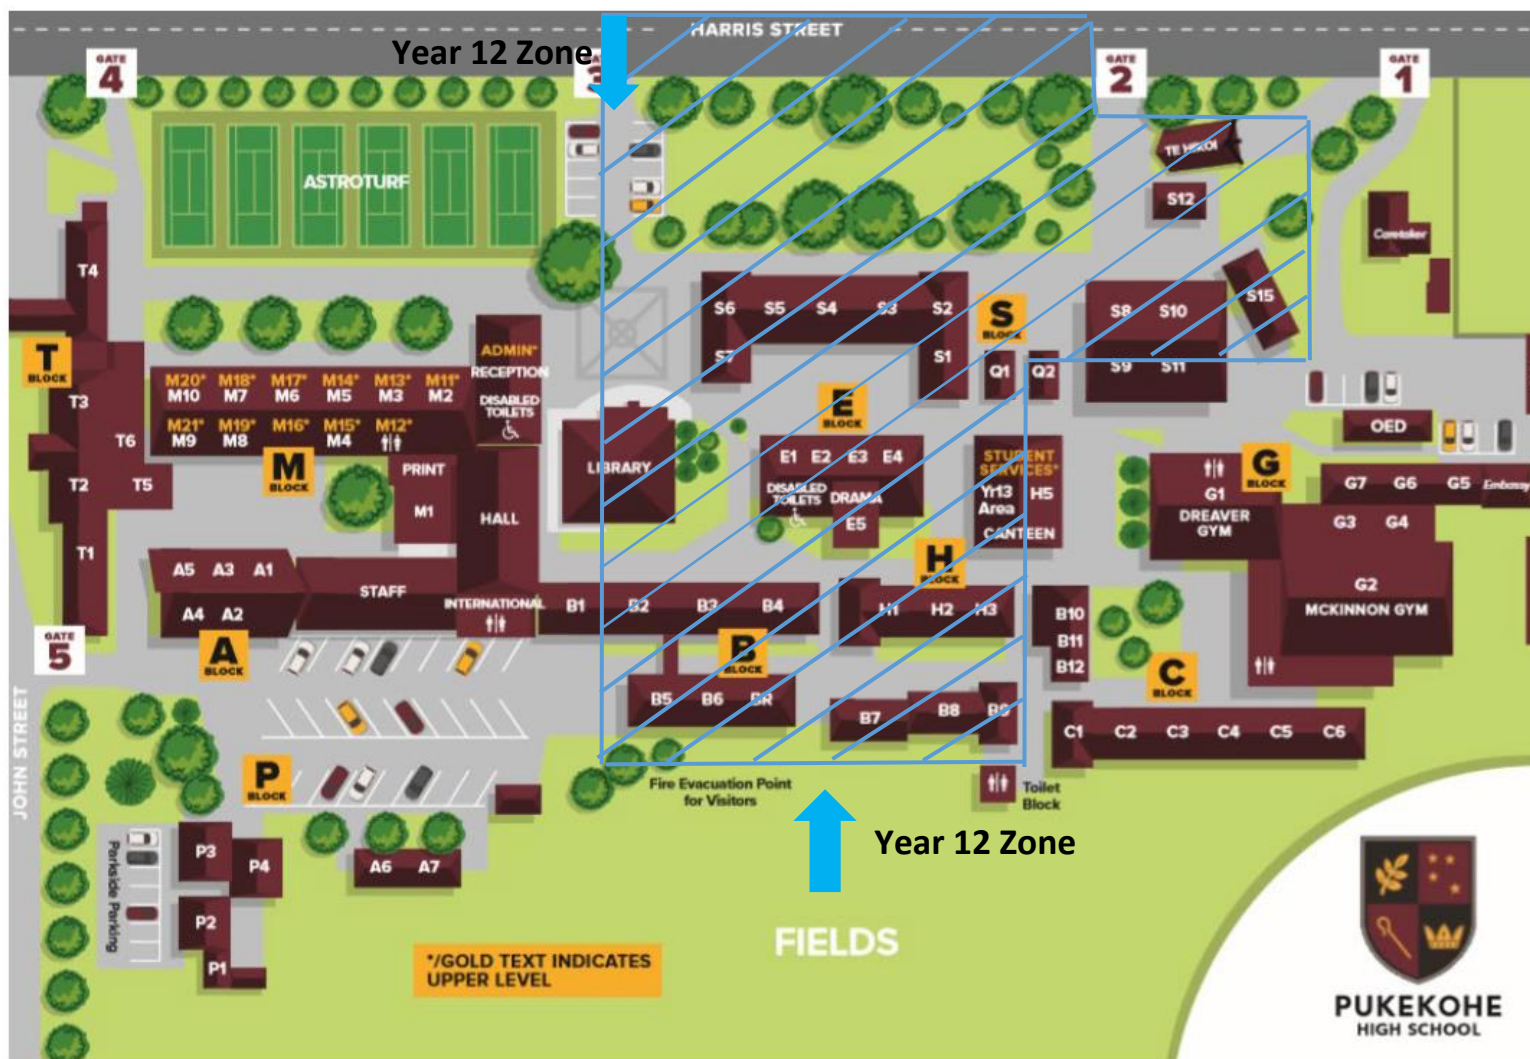 HARRIS STREET
Year 12 Zone
GATE
4
GATE
3
GATE
2
GATE
1
ASTROTURF
TE HIKOI
S12
Caretaker
T4
S15
S6 S5 S4 S3 S2
S
BLOCK
S8 S10
T
BLOCK
ADMIN*
RECEPTION
S7
S1
Q1
Q2
S9 S11
M20* M18* M17* M14* M13* M11*
M10 M7 M6 M5 M3 M2
T3
DISABLED
TOILETS
E
BLOCK
M21* M19* M16* M15* M12*
M9 M8 M4
T6
OED
M
BLOCK
PRINT
LIBRARY
E1 E2 E3 E4
STUDENT
SERVICES*
G
BLOCK
T2
T5
DISABLED
TOILETS
DRAMA
Yr13
Area
H5
G1
DREAVER
GYM
G7 G6 G5 Embassy
M1
HALL
E5
CANTEEN
G3 G4
T1
H
BLOCK
A5 A3 A1
STAFF
G2
A4 A2
INTERNATIONAL
B1 B2 B3 B4
H1 H2 H3
B10
B11
B12
MCKINNON GYM
GATE
5
A
BLOCK
B
BLOCK
C
BLOCK
B5 B6 BR
B7 B8 B9
C1 C2 C3 C4 C5 C6
JOHN STREET
P
BLOCK
Fire Evacuation Point
for Visitors
Toilet
Block
Year 12 Zone
Parkside Parking
P3
P4
A6 A7
P2
P1
FIELDS
*/GOLD TEXT INDICATES
UPPER LEVEL
PUKEKOHE
HIGH SCHOOL